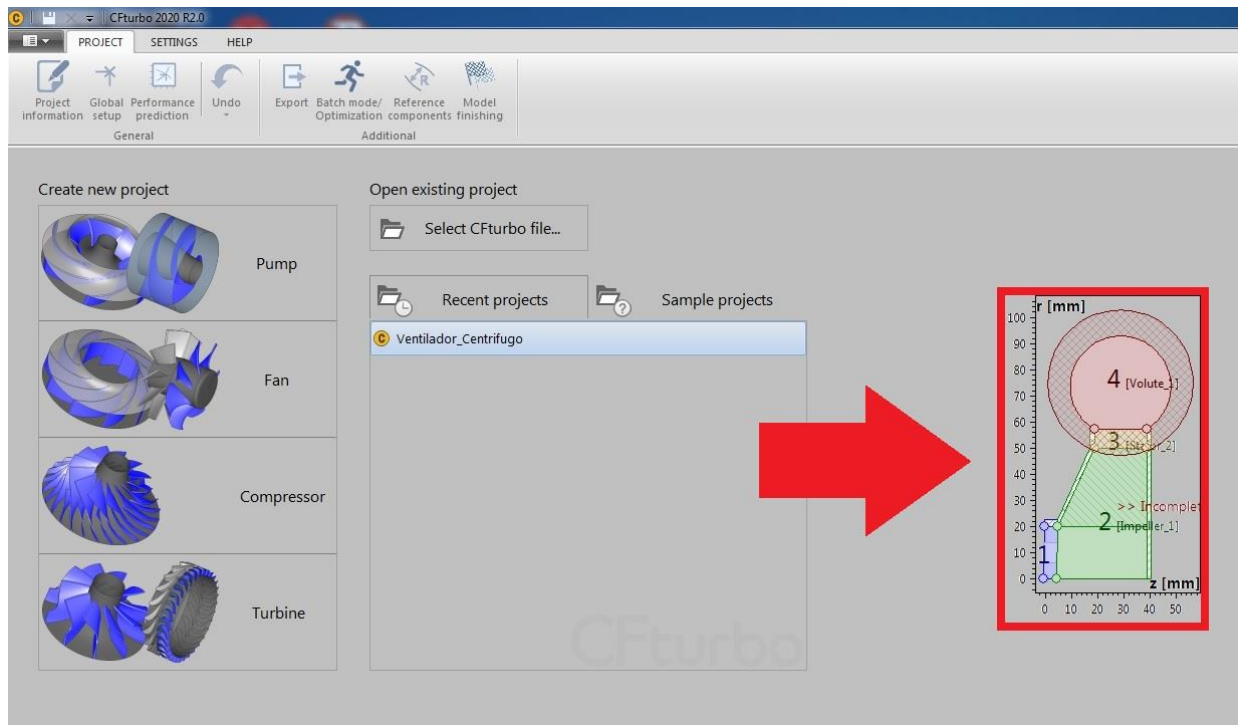 CFturbo 2020 R2.0
PROJECT SETTINGS HELP
Project information
Global setup
Performance prediction
Undo
Export
Batch mode/ Optimization
Reference components
Model finishing
General
Additional
Create new project
Pump
Fan
Compressor
Turbine
Open existing project
Select CFturbo file...
Recent projects
Sample projects
Ventilador_Centrifugo
CFturbo
r [mm]
100
90
80
70
60
50
40
30
20
10
0
4 [Volute_1]
3
>> Incomplet
2 [Impeller_1]
1
z [mm]
0 10 20 30 40 50